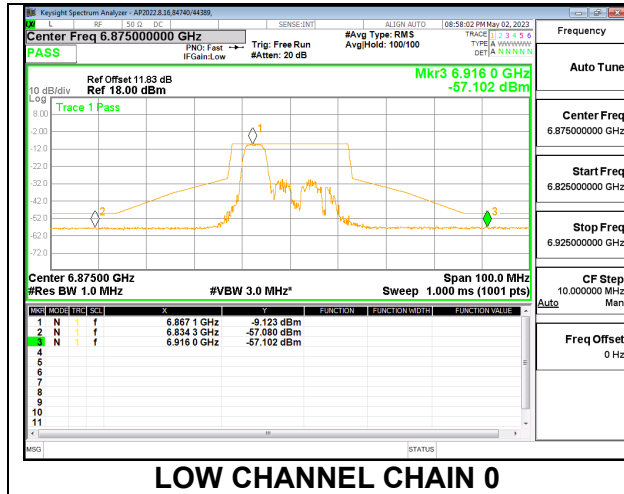 Keysight Spectrum Analyzer - AP2022.8.16,84740/44389,
LXI L RF 50 Ω DC SENSE:INT ALIGN AUTO 08:58:02 PM May 02, 2023
Center Freq 6.875000000 GHz #Avg Type: RMS TRACE 1 2 3 4 5 6 Frequency
PASS PNO: Fast Trig: Free Run Avg|Hold: 100/100 TYPE A WWWWW
IFGain:Low #Atten: 20 dB DET A N N N N N
Auto Tune
Mkr3 6.916 0 GHz
Ref Offset 11.83 dB
10 dB/div Ref 18.00 dBm -57.102 dBm
Log
Trace 1 Pass
8.00
-2.00
-12.0
-22.0
-32.0
-42.0
-52.0
-62.0
-72.0
1
2
3
Center Freq
6.875000000 GHz
Start Freq
6.825000000 GHz
Stop Freq
6.925000000 GHz
Center 6.87500 GHz Span 100.0 MHz
#Res BW 1.0 MHz #VBW 3.0 MHz* Sweep 1.000 ms (1001 pts)
CF Step
10.000000 MHz
Auto Man
MKR MODE TRC SCL X Y FUNCTION FUNCTION WIDTH FUNCTION VALUE
1 N 1 f 6.867 1 GHz -9.123 dBm
2 N 1 f 6.834 3 GHz -57.080 dBm
3 N 1 f 6.916 0 GHz -57.102 dBm
4
5
6
7
8
9
10
11
Freq Offset
0 Hz
MSG STATUS
LOW CHANNEL CHAIN 0